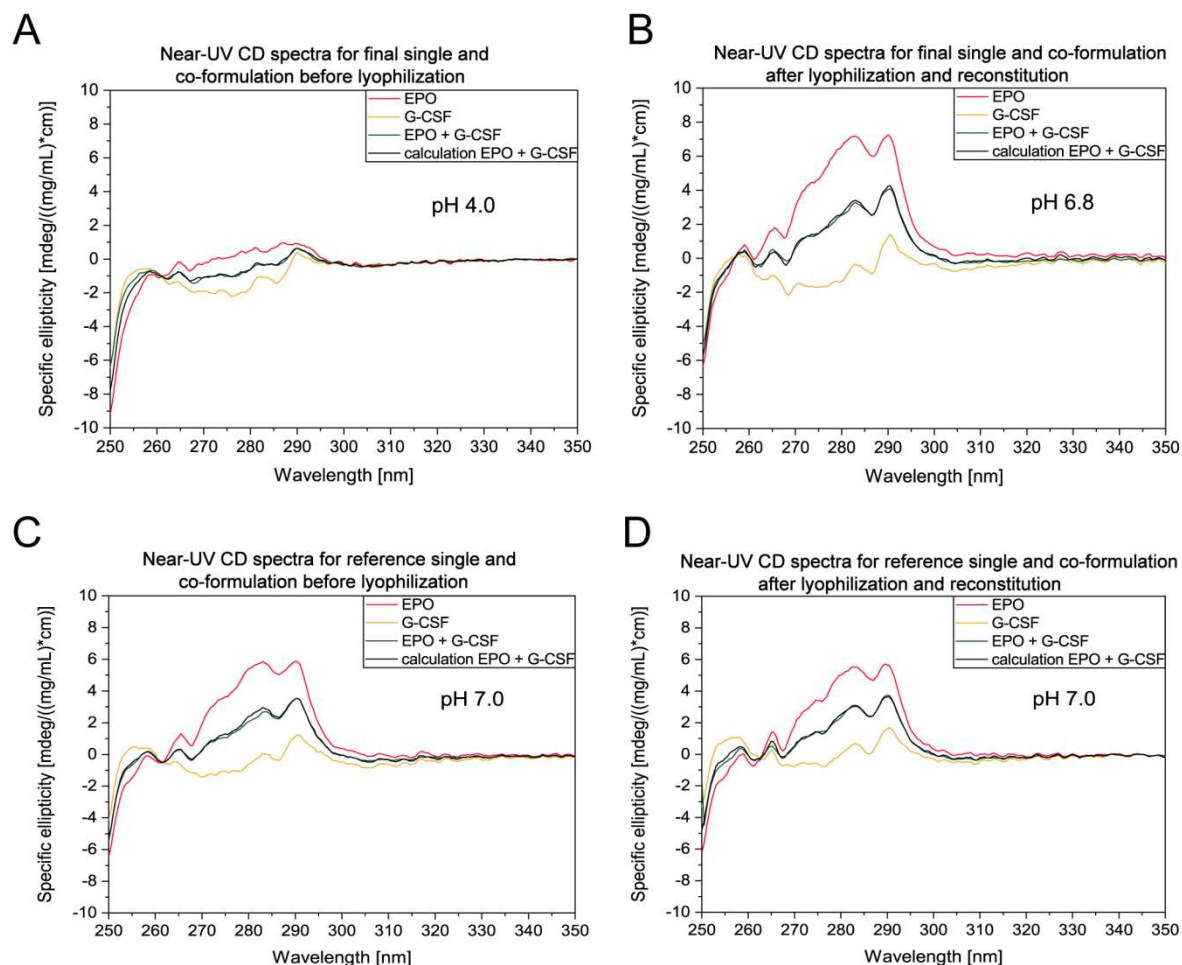 A
Near-UV CD spectra for final single and
co-formulation before lyophilization
EPO
G-CSF
EPO + G-CSF
calculation EPO + G-CSF
pH 4.0
Specific ellipticity [mdeg/((mg/mL)*cm)]
10
8
6
4
2
0
-2
-4
-6
-8
-10
250 260 270 280 290 300 310 320 330 340 350
Wavelength [nm]
B
Near-UV CD spectra for final single and co-formulation
after lyophilization and reconstitution
EPO
G-CSF
EPO + G-CSF
calculation EPO + G-CSF
pH 6.8
Specific ellipticity [mdeg/((mg/mL)*cm)]
10
8
6
4
2
0
-2
-4
-6
-8
-10
250 260 270 280 290 300 310 320 330 340 350
Wavelength [nm]
C
Near-UV CD spectra for reference single and
co-formulation before lyophilization
EPO
G-CSF
EPO + G-CSF
calculation EPO + G-CSF
pH 7.0
Specific ellipticity [mdeg/((mg/mL)*cm)]
10
8
6
4
2
0
-2
-4
-6
-8
-10
250 260 270 280 290 300 310 320 330 340 350
Wavelength [nm]
D
Near-UV CD spectra for reference single and co-formulation
after lyophilization and reconstitution
EPO
G-CSF
EPO + G-CSF
calculation EPO + G-CSF
pH 7.0
Specific ellipticity [mdeg/((mg/mL)*cm)]
10
8
6
4
2
0
-2
-4
-6
-8
-10
250 260 270 280 290 300 310 320 330 340 350
Wavelength [nm]